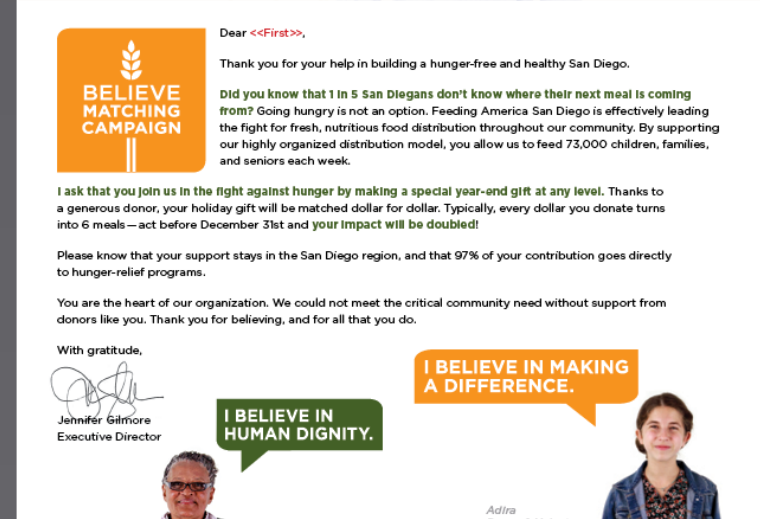 BELIEVE
MATCHING
CAMPAIGN
Dear <<First>>,
Thank you for your help in building a hunger-free and healthy San Diego.
Did you know that 1 in 5 San Diegans don't know where their next meal is coming
from? Going hungry is not an option. Feeding America San Diego is effectively leading
the fight for fresh, nutritious food distribution throughout our community. By supporting
our highly organized distribution model, you allow us to feed 73,000 children, families,
and seniors each week.
I ask that you join us in the fight against hunger by making a special year-end gift at any level. Thanks to
a generous donor, your holiday gift will be matched dollar for dollar. Typically, every dollar you donate turns
into 6 meals—act before December 31st and your impact will be doubled!
Please know that your support stays in the San Diego region, and that 97% of your contribution goes directly
to hunger-relief programs.
You are the heart of our organization. We could not meet the critical community need without support from
donors like you. Thank you for believing, and for all that you do.
With gratitude,
Jennifer Gilmore
Executive Director
I BELIEVE IN
HUMAN DIGNITY.
I BELIEVE IN MAKING
A DIFFERENCE.
Adira